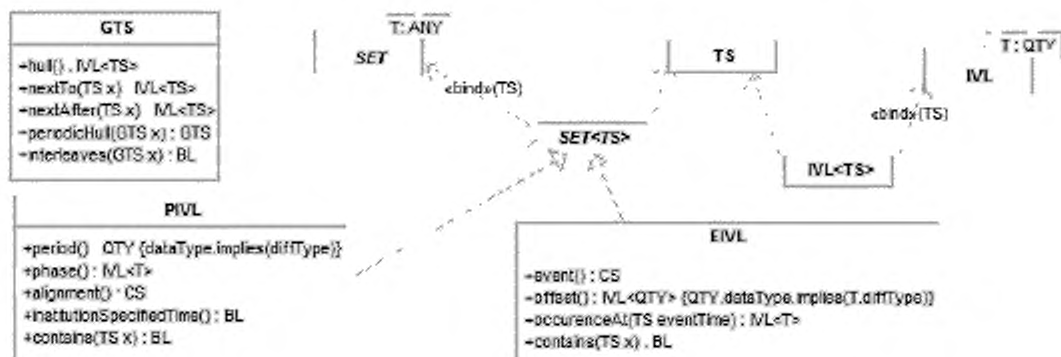 GTS
+hull() : IVL<TS>
+nextTo(TS x) IVL<TS>
+nextAfter(TS x) IVL<TS>
+periodicHull(GTS x) : GTS
+interleaves(GTS x) : BL
T: ANY
SET
«bind»(TS)
TS
T: QTY
IVL
«bind»(TS)
SET<TS>
IVL<TS>
PIVL
+period() QTY {dataType.implies(diffType)}
+phase() : IVL<T>
+alignment() : CS
+institutionSpecifiedTime() : BL
+contains(TS x) : BL
EIVL
+event() : CS
+offset() : IVL<QTY> {QTY.dataType.implies(T.diffType)}
+occurenceAt(TS eventTime) : IVL<T>
+contains(TS x) . BL